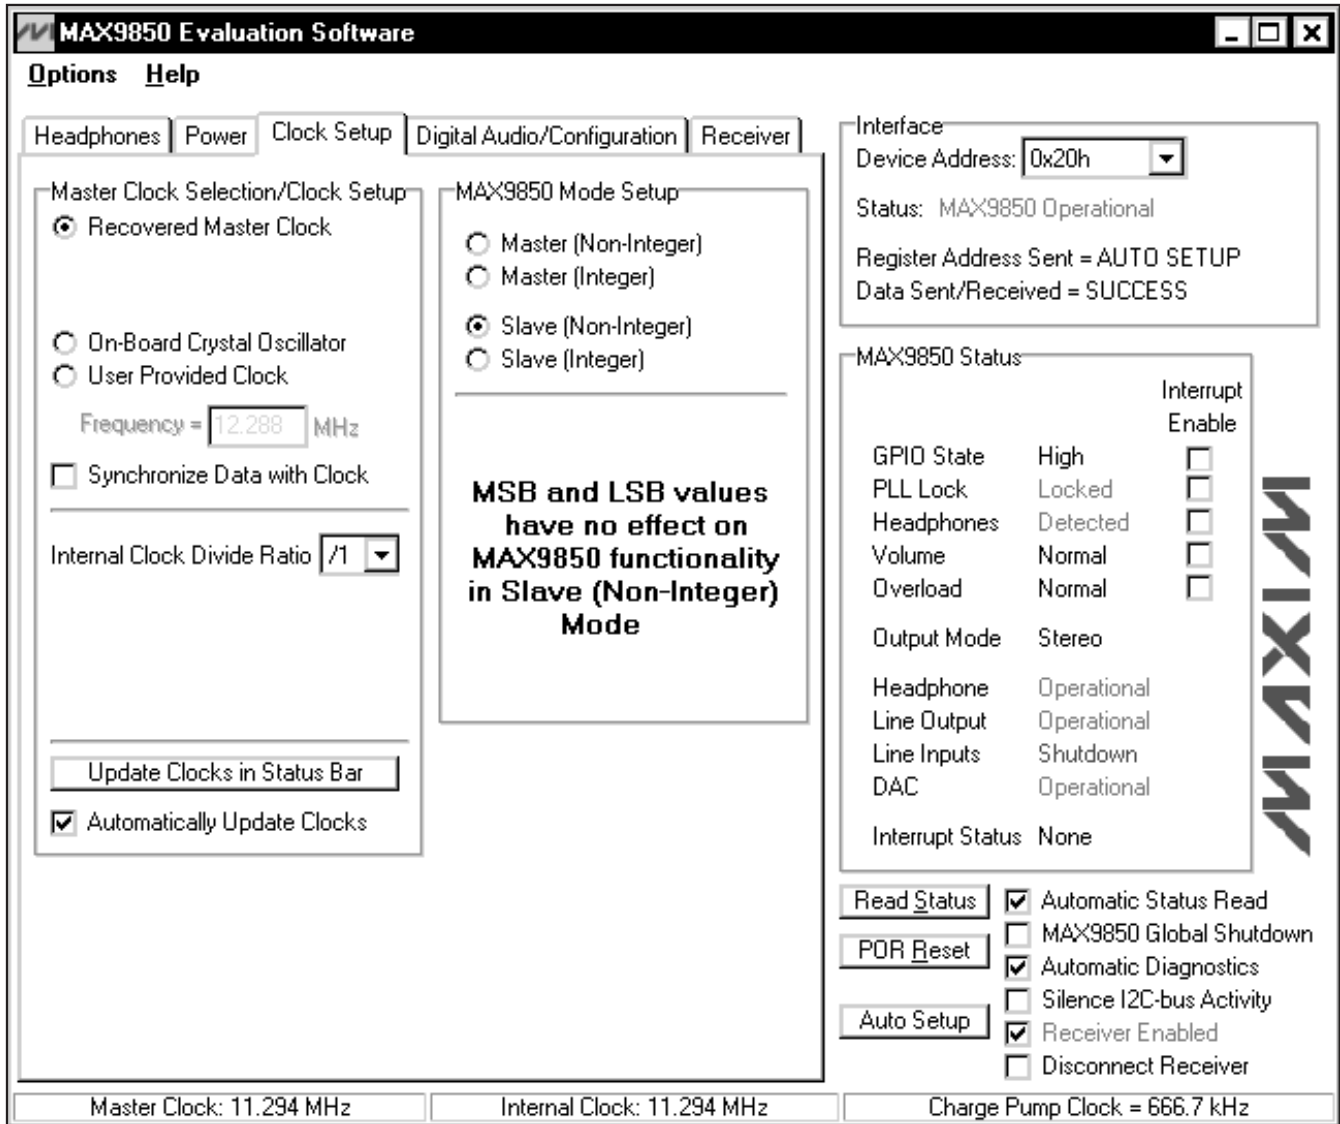 MAX9850 Evaluation Software
Options Help
Headphones Power Clock Setup Digital Audio/Configuration Receiver
Master Clock Selection/Clock Setup
Recovered Master Clock
On-Board Crystal Oscillator
User Provided Clock
Frequency = 12.288 MHz
Synchronize Data with Clock
Internal Clock Divide Ratio /1
Update Clocks in Status Bar
Automatically Update Clocks
MAX9850 Mode Setup
Master (Non-Integer)
Master (Integer)
Slave (Non-Integer)
Slave (Integer)
MSB and LSB values
have no effect on
MAX9850 functionality
in Slave (Non-Integer)
Mode
Interface
Device Address: 0x20h
Status: MAX9850 Operational
Register Address Sent = AUTO SETUP
Data Sent/Received = SUCCESS
MAX9850 Status
Interrupt
Enable
GPIO State High
PLL Lock Locked
Headphones Detected
Volume Normal
Overload Normal
Output Mode Stereo
Headphone Operational
Line Output Operational
Line Inputs Shutdown
DAC Operational
Interrupt Status None
MAXIM
Read Status Automatic Status Read
MAX9850 Global Shutdown
POR Reset
Automatic Diagnostics
Silence I2C-bus Activity
Auto Setup
Receiver Enabled
Disconnect Receiver
Master Clock: 11.294 MHz Internal Clock: 11.294 MHz Charge Pump Clock = 666.7 kHz